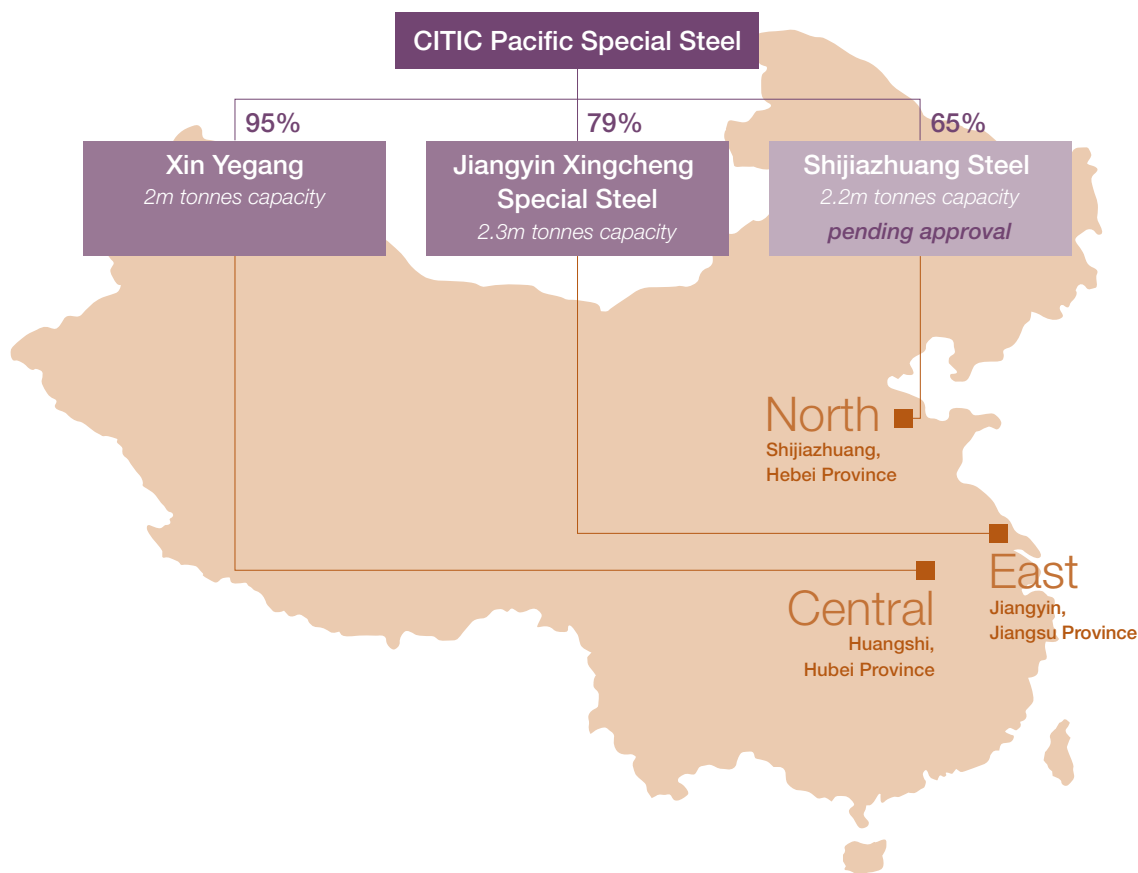 CITIC Pacific Special Steel
95%
79%
65%
Xin Yegang
2m tonnes capacity
Jiangyin Xingcheng
Special Steel
2.3m tonnes capacity
Shijiazhuang Steel
2.2m tonnes capacity
pending approval
North
Shijiazhuang,
Hebei Province
East
Jiangyin,
Jiangsu Province
Central
Huangshi,
Hubei Province